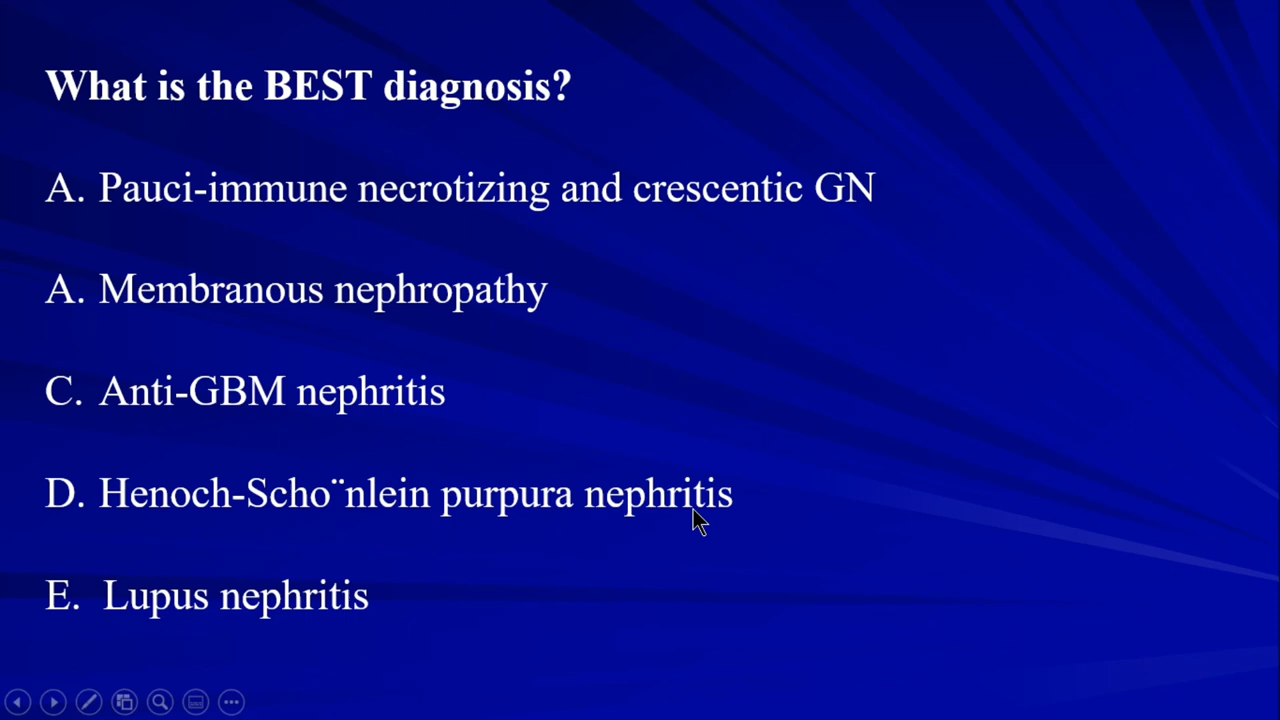 What is the BEST diagnosis?
A. Pauci-immune necrotizing and crescentic GN
A. Membranous nephropathy
C. Anti-GBM nephritis
D. Henoch-Scho¨nlein purpura nephritis
E. Lupus nephritis